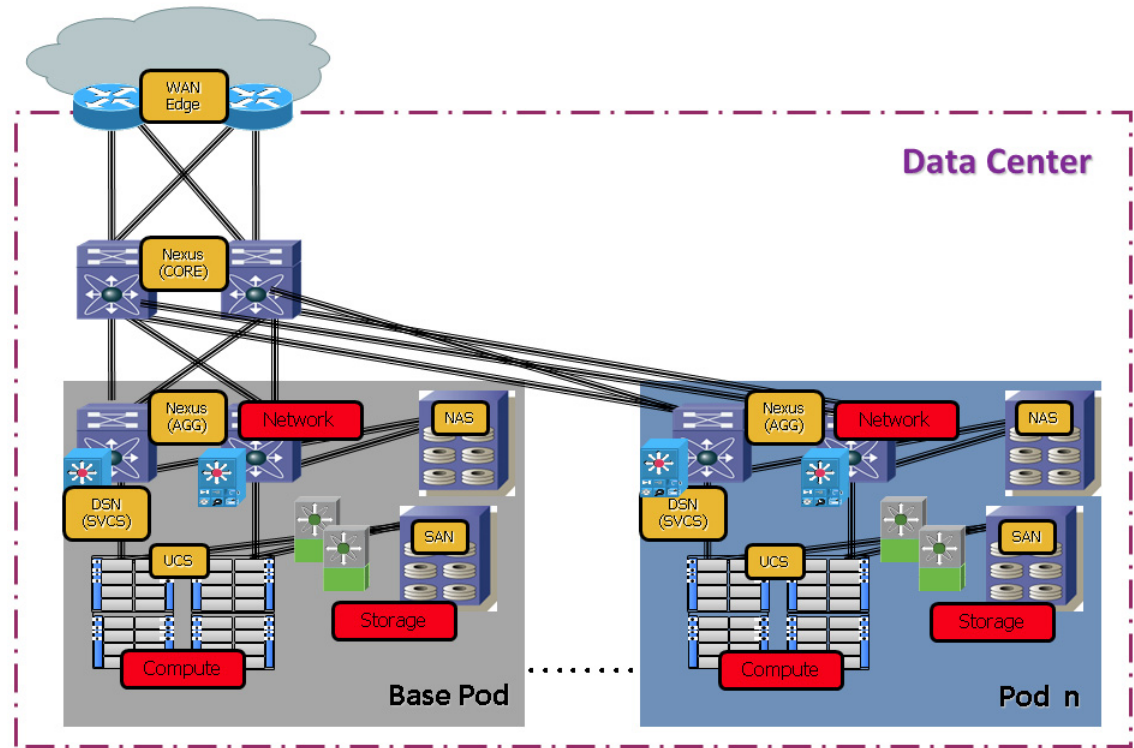 WAN
Edge
Data Center
Nexus
(CORE)
Nexus
(AGG)
Network
NAS
DSN
(SVCS)
UCS
SAN
Storage
Compute
Base Pod
Nexus
(AGG)
Network
NAS
DSN
(SVCS)
UCS
SAN
Storage
Compute
Pod n